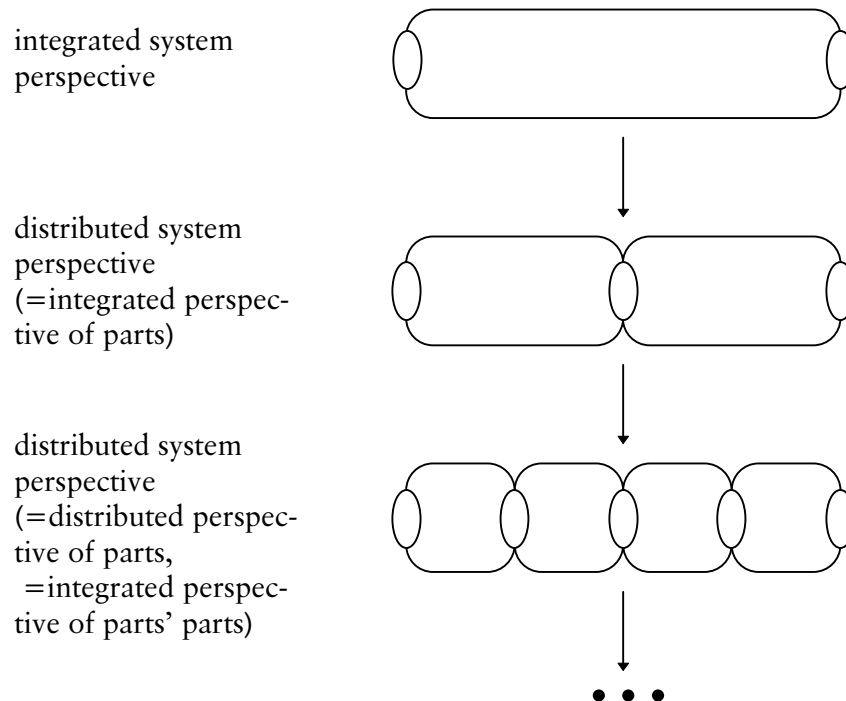 integrated system
perspective
distributed system
perspective
(=integrated perspec-
tive of parts)
distributed system
perspective
(=distributed perspec-
tive of parts,
=integrated perspec-
tive of parts’ parts)